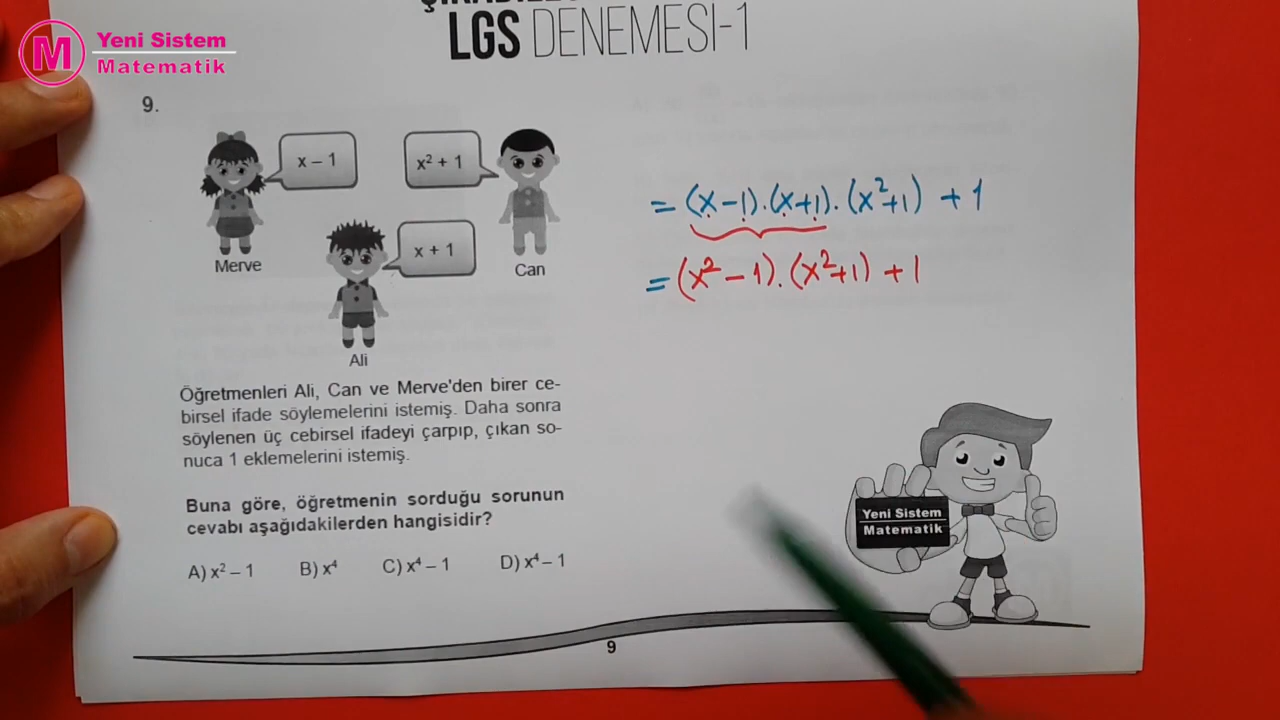 Yeni Sistem
Matematik
LGS DENEMESİ-1
9.
x – 1
x² + 1
x + 1
Merve
Can
Ali
Öğretmenleri Ali, Can ve Merve'den birer ce-
birsel ifade söylemelerini istemiş. Daha sonra
söylenen üç cebirsel ifadeyi çarpıp, çıkan so-
nuca 1 eklemelerini istemiş.
Buna göre, öğretmenin sorduğu sorunun
cevabı aşağıdakilerden hangisidir?
A) x² – 1 B) x⁴ C) x⁴ – 1 D) x⁴ – 1
= (x-1).(x+1).(x²+1) + 1
= (x²-1).(x²+1) + 1
Yeni Sistem
Matematik
9